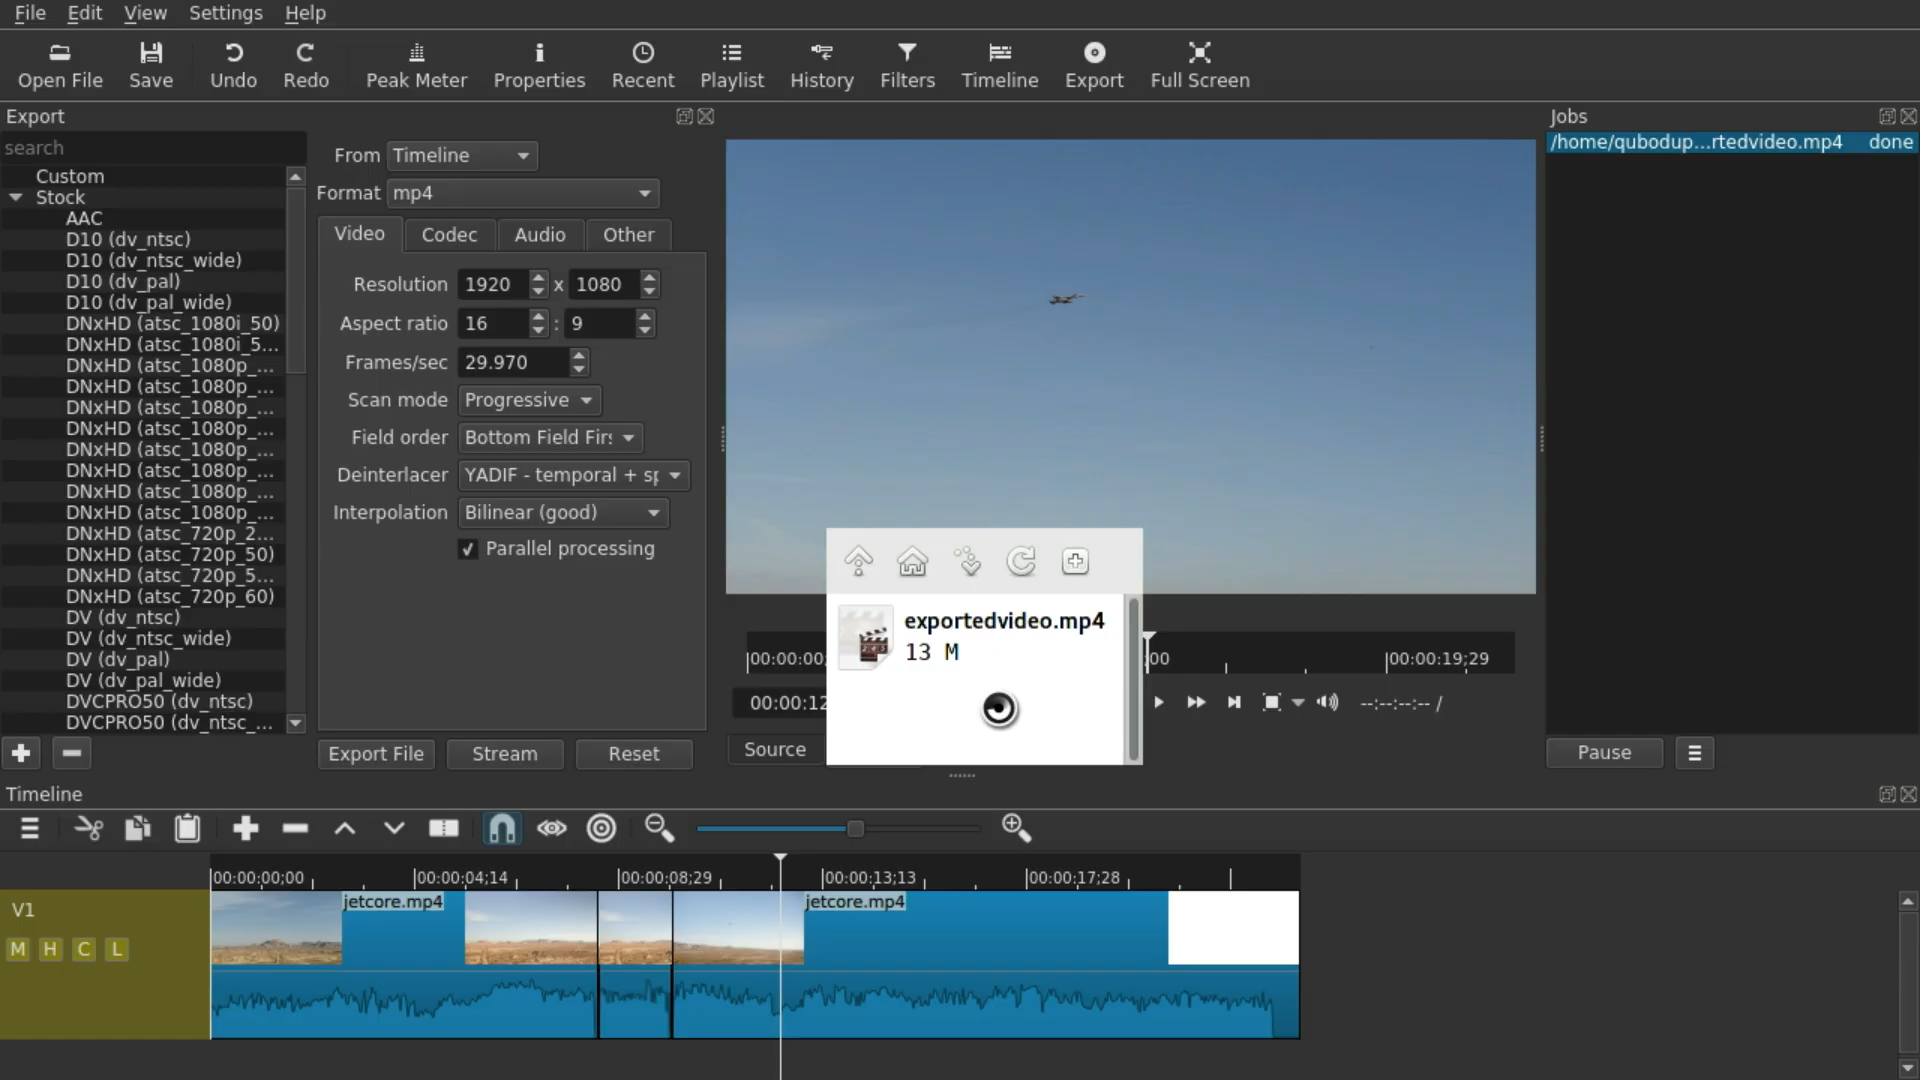 File Edit View Settings Help
Open File Save Undo Redo Peak Meter Properties Recent Playlist History Filters Timeline Export Full Screen
Export
search
Custom
Stock
AAC
D10 (dv_ntsc)
D10 (dv_ntsc_wide)
D10 (dv_pal)
D10 (dv_pal_wide)
DNxHD (atsc_1080i_50)
DNxHD (atsc_1080i_5...
DNxHD (atsc_1080p_...
DNxHD (atsc_1080p_...
DNxHD (atsc_1080p_...
DNxHD (atsc_1080p_...
DNxHD (atsc_1080p_...
DNxHD (atsc_1080p_...
DNxHD (atsc_1080p_...
DNxHD (atsc_1080p_...
DNxHD (atsc_720p_2...
DNxHD (atsc_720p_50)
DNxHD (atsc_720p_5...
DNxHD (atsc_720p_60)
DV (dv_ntsc)
DV (dv_ntsc_wide)
DV (dv_pal)
DV (dv_pal_wide)
DVCPRO50 (dv_ntsc)
DVCPRO50 (dv_ntsc_...
From Timeline
Format mp4
Video Codec Audio Other
Resolution 1920 x 1080
Aspect ratio 16 : 9
Frames/sec 29.970
Scan mode Progressive
Field order Bottom Field Firs
Deinterlacer YADIF - temporal + sp
Interpolation Bilinear (good)
Parallel processing
Export File Stream Reset
exportedvideo.mp4
13 M
00:00:00 00 00:00:19;29
00:00:12 --:--:--:-- /
Source
Jobs
/home/qubodup...rtedvideo.mp4 done
Pause
Timeline
00:00:00;00 00:00:04;14 00:00:08;29 00:00:13;13 00:00:17;28
V1
M H C L
jetcore.mp4 jetcore.mp4